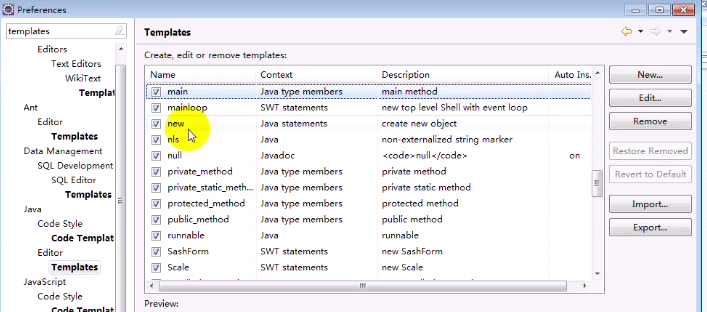 Preferences
templates
Templates
Editors
Text Editors
WikiText
Templat
Ant
Editor
Templates
Data Management
SQL Development
SQL Editor
Templates
Java
Code Style
Code Templat
Editor
Templates
JavaScript
Code Style
Code Templat
Create, edit or remove templates:
Name Context Description Auto Ins...
main Java type members main method
mainloop SWT statements new top level Shell with event loop
new Java statements create new object
nls Java non-externalized string marker
null Javadoc <code>null</code> on
private_method Java type members private method
private_static_meth... Java type members private static method
protected_method Java type members protected method
public_method Java type members public method
runnable Java runnable
SashForm SWT statements new SashForm
Scale SWT statements new Scale
New...
Edit...
Remove
Restore Removed
Revert to Default
Import...
Export...
Preview: